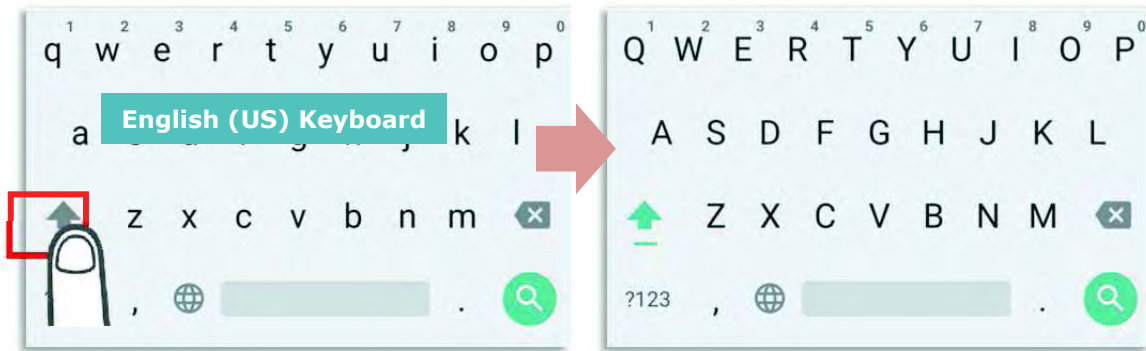 1 2 3 4 5 6 7 8 9 0
q w e r t y u i o p
English (US) Keyboard
a k l
z x c v b n m
, .
1 2 3 4 5 6 7 8 9 0
Q W E R T Y U I O P
A S D F G H J K L
Z X C V B N M
?123 , .